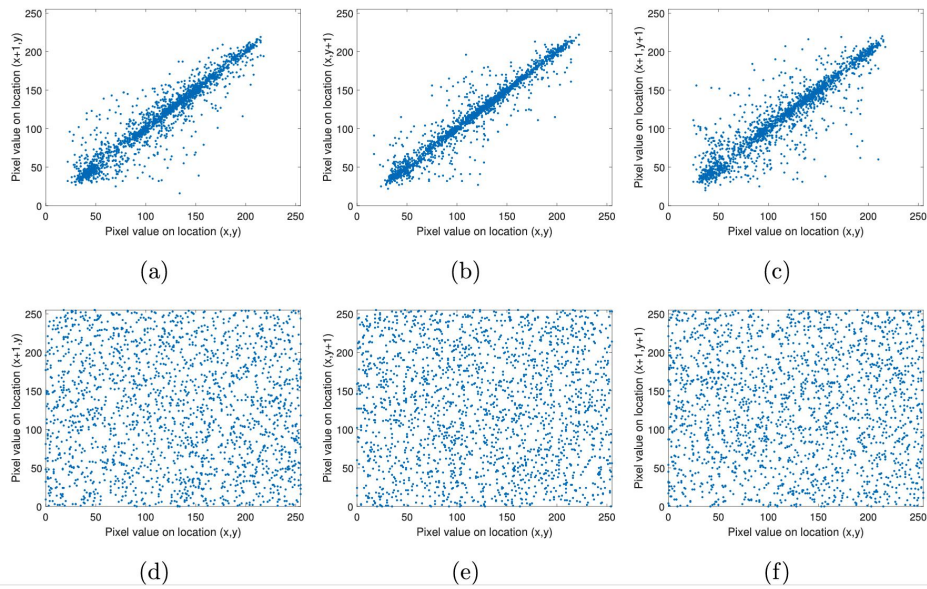 Pixel value on location (x+1,y)
250
200
150
100
50
0
0 50 100 150 200 250
Pixel value on location (x,y)
(a)
Pixel value on location (x,y+1)
250
200
150
100
50
0
0 50 100 150 200 250
Pixel value on location (x,y)
(b)
Pixel value on location (x+1,y+1)
250
200
150
100
50
0
0 50 100 150 200 250
Pixel value on location (x,y)
(c)
Pixel value on location (x+1,y)
250
200
150
100
50
0
0 50 100 150 200 250
Pixel value on location (x,y)
(d)
Pixel value on location (x,y+1)
250
200
150
100
50
0
0 50 100 150 200 250
Pixel value on location (x,y)
(e)
Pixel value on location (x+1,y+1)
250
200
150
100
50
0
0 50 100 150 200 250
Pixel value on location (x,y)
(f)